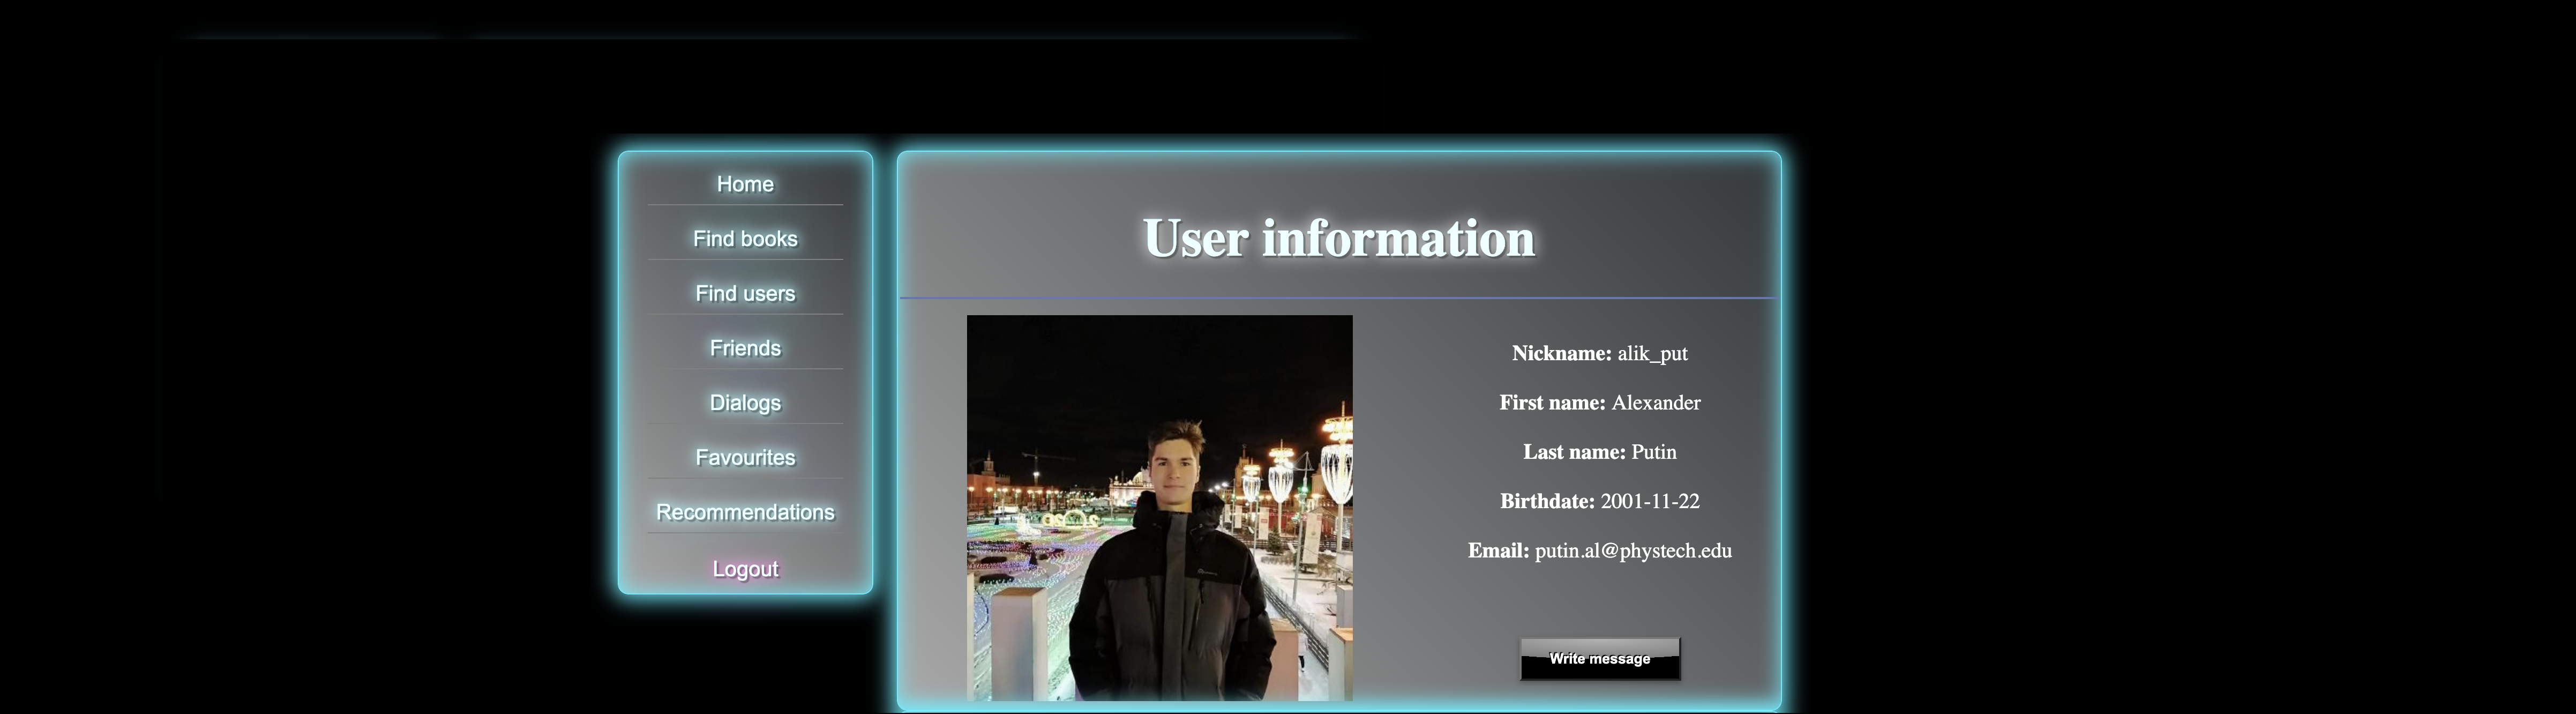 Home
Find books
Find users
Friends
Dialogs
Favourites
Recommendations
Logout
User information
Nickname: alik_put
First name: Alexander
Last name: Putin
Birthdate: 2001-11-22
Email: putin.al@phystech.edu
Write message